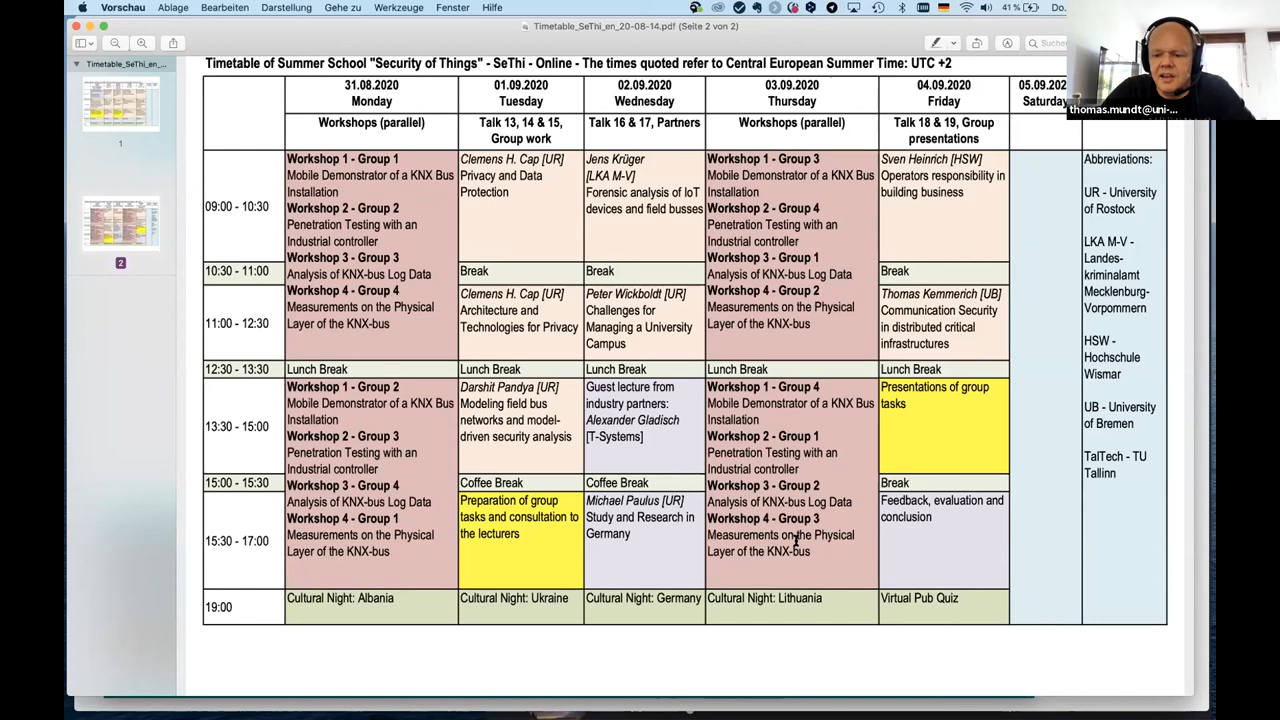 Vorschau Ablage Bearbeiten Darstellung Gehe zu Werkzeuge Fenster Hilfe 41 % Do.
Timetable_SeThi_en_20-08-14.pdf (Seite 2 von 2)
Suchen
Timetable_SeThi_en_...
1
2
thomas.mundt@uni-...
Timetable of Summer School "Security of Things" - SeThi - Online - The times quoted refer to Central European Summer Time: UTC +2
31.08.2020 Monday
01.09.2020 Tuesday
02.09.2020 Wednesday
03.09.2020 Thursday
04.09.2020 Friday
05.09.2020 Saturday
Workshops (parallel)
Talk 13, 14 & 15, Group work
Talk 16 & 17, Partners
Workshops (parallel)
Talk 18 & 19, Group presentations
09:00 - 10:30
Workshop 1 - Group 1
Mobile Demonstrator of a KNX Bus
Installation
Workshop 2 - Group 2
Penetration Testing with an
Industrial controller
Workshop 3 - Group 3
Analysis of KNX-bus Log Data
Workshop 4 - Group 4
Measurements on the Physical
Layer of the KNX-bus
Clemens H. Cap [UR]
Privacy and Data
Protection
Jens Krüger
[LKA M-V]
Forensic analysis of IoT
devices and field busses
Workshop 1 - Group 3
Mobile Demonstrator of a KNX Bus
Installation
Workshop 2 - Group 4
Penetration Testing with an
Industrial controller
Workshop 3 - Group 1
Analysis of KNX-bus Log Data
Workshop 4 - Group 2
Measurements on the Physical
Layer of the KNX-bus
Sven Heinrich [HSW]
Operators responsibility in
building business
10:30 - 11:00
Break
Break
Break
11:00 - 12:30
Clemens H. Cap [UR]
Architecture and
Technologies for Privacy
Peter Wickboldt [UR]
Challenges for
Managing a University
Campus
Thomas Kemmerich [UB]
Communication Security
in distributed critical
infrastructures
12:30 - 13:30
Lunch Break
Lunch Break
Lunch Break
Lunch Break
Lunch Break
13:30 - 15:00
Workshop 1 - Group 2
Mobile Demonstrator of a KNX Bus
Installation
Workshop 2 - Group 3
Penetration Testing with an
Industrial controller
Workshop 3 - Group 4
Analysis of KNX-bus Log Data
Workshop 4 - Group 1
Measurements on the Physical
Layer of the KNX-bus
Darshit Pandya [UR]
Modeling field bus
networks and model-
driven security analysis
Guest lecture from
industry partners:
Alexander Gladisch
[T-Systems]
Workshop 1 - Group 4
Mobile Demonstrator of a KNX Bus
Installation
Workshop 2 - Group 1
Penetration Testing with an
Industrial controller
Workshop 3 - Group 2
Analysis of KNX-bus Log Data
Workshop 4 - Group 3
Measurements on the Physical
Layer of the KNX-bus
Presentations of group
tasks
15:00 - 15:30
Coffee Break
Coffee Break
Break
15:30 - 17:00
Preparation of group
tasks and consultation to
the lecturers
Michael Paulus [UR]
Study and Research in
Germany
Feedback, evaluation and
conclusion
19:00
Cultural Night: Albania
Cultural Night: Ukraine
Cultural Night: Germany
Cultural Night: Lithuania
Virtual Pub Quiz
Abbreviations:
UR - University
of Rostock
LKA M-V -
Landes-
kriminalamt
Mecklenburg-
Vorpommern
HSW -
Hochschule
Wismar
UB - University
of Bremen
TalTech - TU
Tallinn